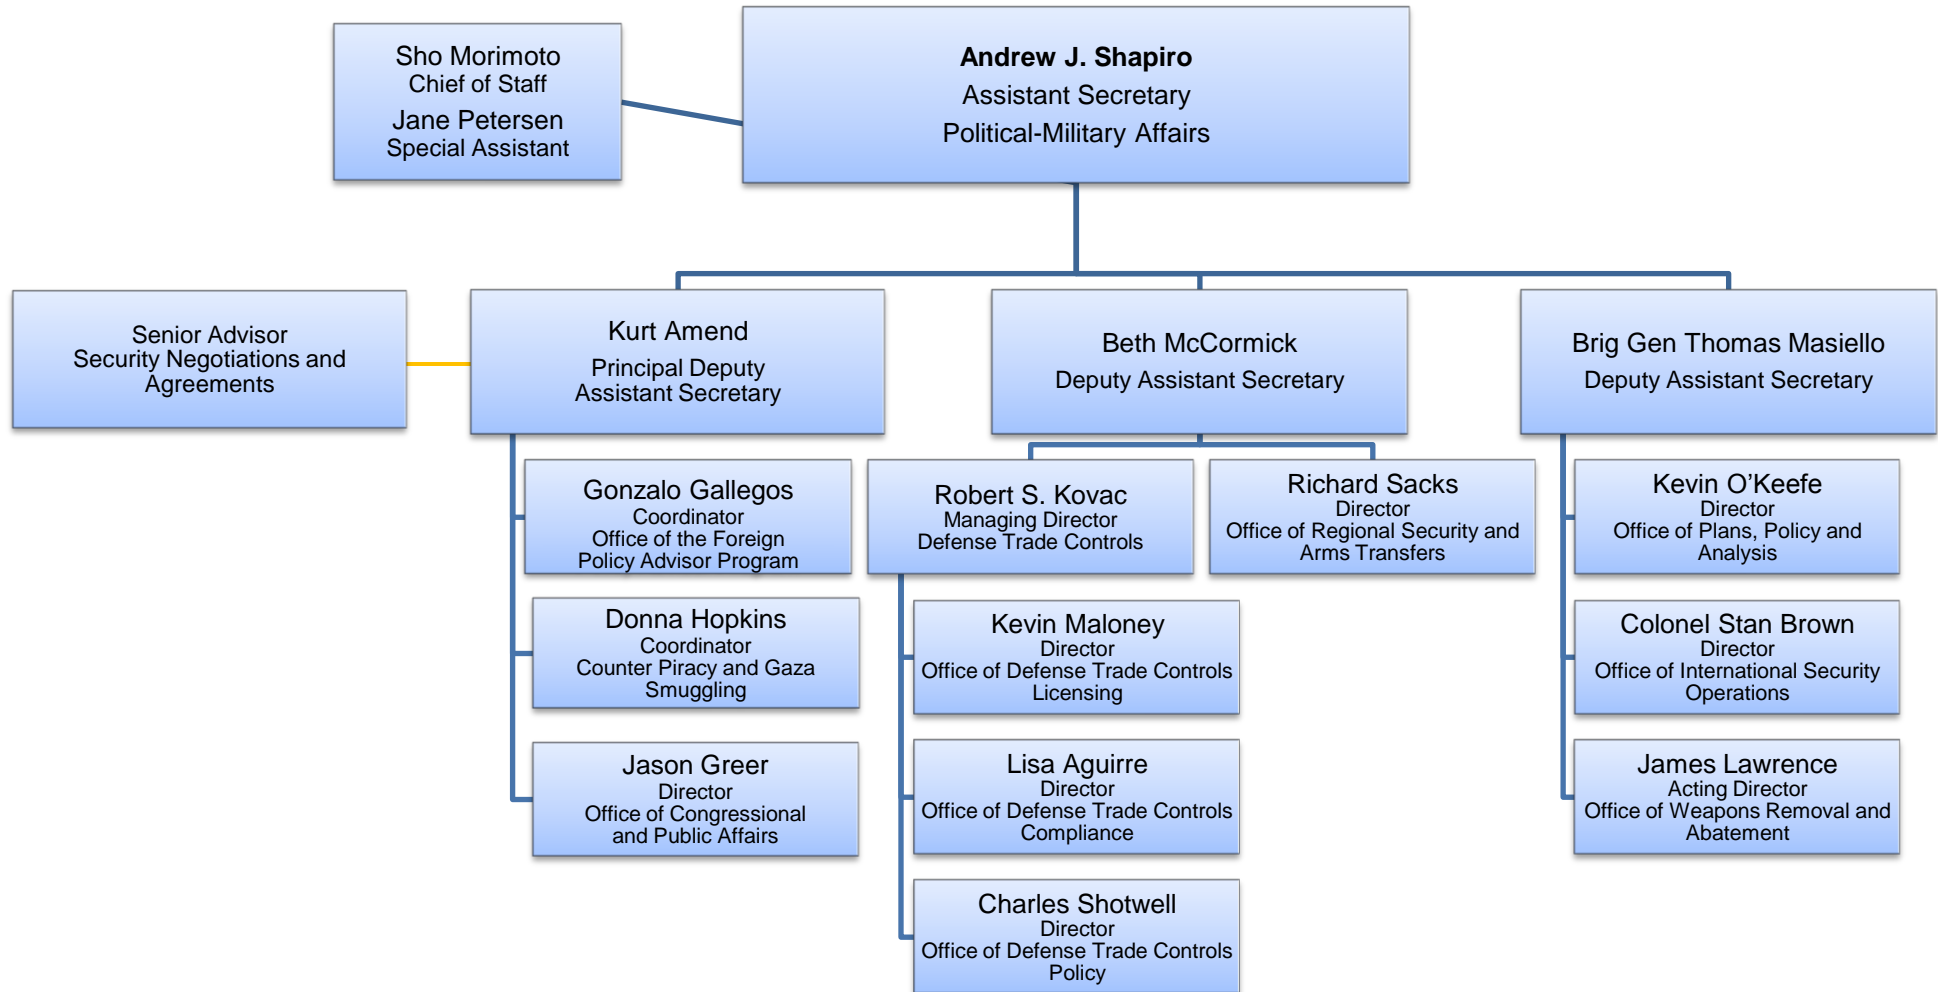 Sho Morimoto
Chief of Staff
Jane Petersen
Special Assistant
Andrew J. Shapiro
Assistant Secretary
Political-Military Affairs
Senior Advisor
Security Negotiations and
Agreements
Kurt Amend
Principal Deputy
Assistant Secretary
Beth McCormick
Deputy Assistant Secretary
Brig Gen Thomas Masiello
Deputy Assistant Secretary
Gonzalo Gallegos
Coordinator
Office of the Foreign
Policy Advisor Program
Donna Hopkins
Coordinator
Counter Piracy and Gaza
Smuggling
Jason Greer
Director
Office of Congressional
and Public Affairs
Robert S. Kovac
Managing Director
Defense Trade Controls
Richard Sacks
Director
Office of Regional Security and
Arms Transfers
Kevin Maloney
Director
Office of Defense Trade Controls
Licensing
Lisa Aguirre
Director
Office of Defense Trade Controls
Compliance
Charles Shotwell
Director
Office of Defense Trade Controls
Policy
Kevin O’Keefe
Director
Office of Plans, Policy and
Analysis
Colonel Stan Brown
Director
Office of International Security
Operations
James Lawrence
Acting Director
Office of Weapons Removal and
Abatement